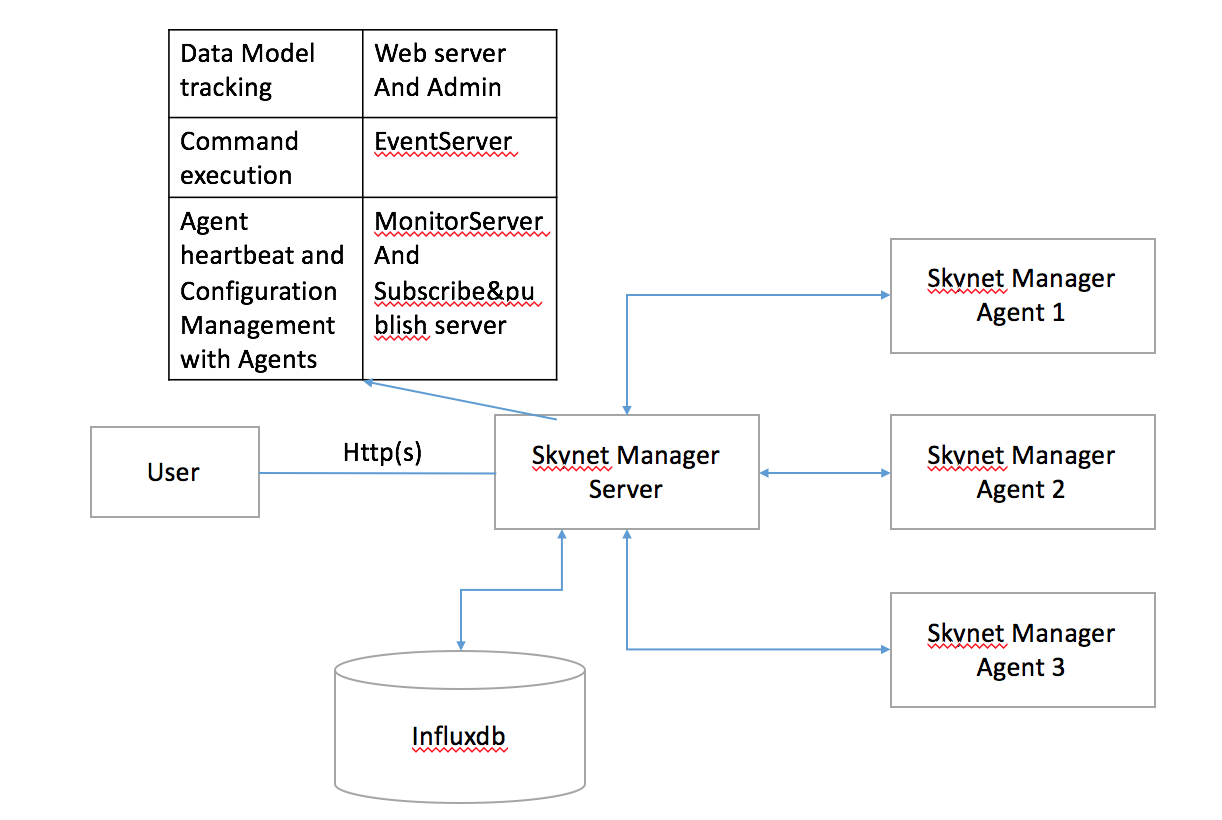 Data Model
tracking
Web server
And Admin
Command
execution
EventServer
Agent
heartbeat and
Configuration
Management
with Agents
MonitorServer
And
Subscribe&pu
blish server
Skynet Manager
Agent 1
User
Http(s)
Skynet Manager
Server
Skynet Manager
Agent 2
Skynet Manager
Agent 3
Influxdb